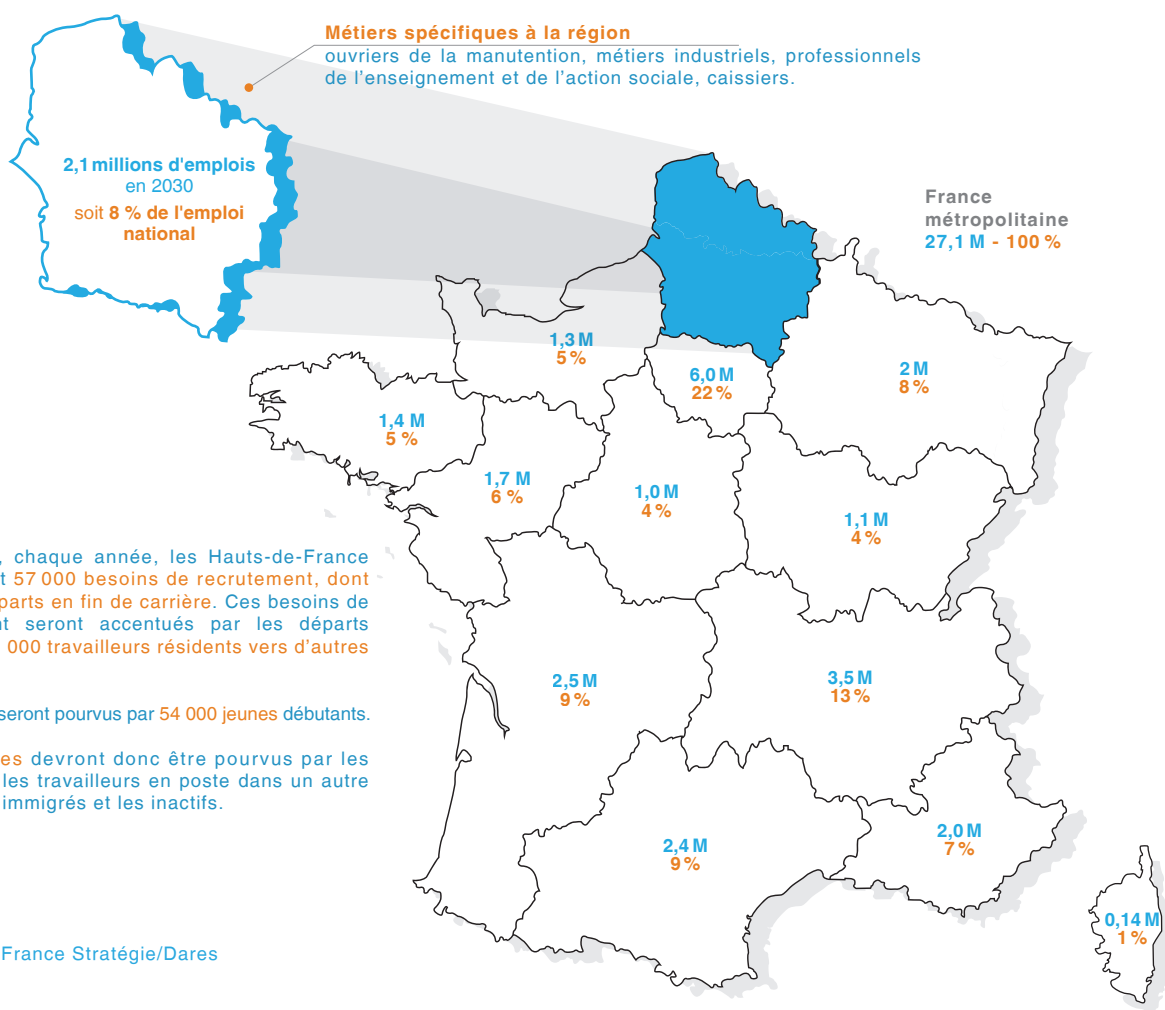 Métiers spécifiques à la région
ouvriers de la manutention, métiers industriels, professionnels
de l'enseignement et de l'action sociale, caissiers.
2,1 millions d'emplois
en 2030
soit 8 % de l'emploi
national
France
métropolitaine
27,1 M - 100 %
1,3 M
5 %
6,0 M
22 %
2 M
8 %
1,4 M
5 %
1,7 M
6 %
1,0 M
4 %
1,1 M
4 %
, chaque année, les Hauts-de-France
t 57 000 besoins de recrutement, dont
parts en fin de carrière. Ces besoins de
nt seront accentués par les départs
000 travailleurs résidents vers d'autres
seront pourvus par 54 000 jeunes débutants.
es devront donc être pourvus par les
les travailleurs en poste dans un autre
immigrés et les inactifs.
2,5 M
9 %
3,5 M
13 %
2,4 M
9 %
2,0 M
7 %
0,14 M
1 %
France Stratégie/Dares